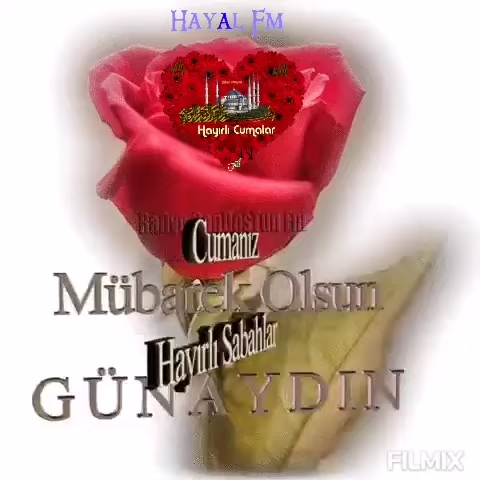 Hayal Fm
Hayırlı Cumalar
Cumanız
Mübarek Olsun
Hayırlı Sabahlar
GÜNAYDIN
FILMIX